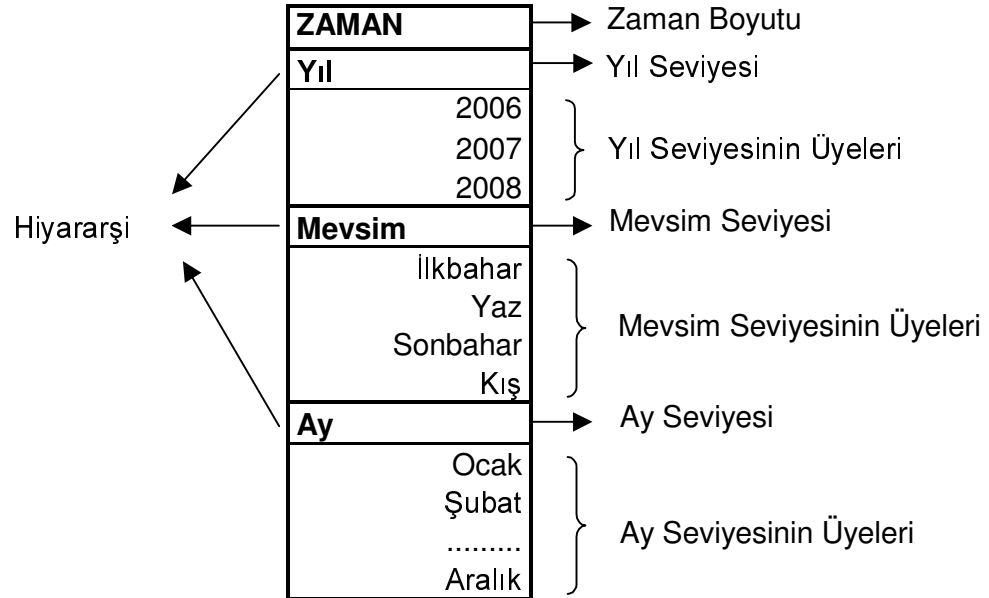 ZAMAN
Zaman Boyutu
Yıl
Yıl Seviyesi
2006
2007
2008
Yıl Seviyesinin Üyeleri
Hiyararşi
Mevsim
Mevsim Seviyesi
İlkbahar
Yaz
Sonbahar
Kış
Mevsim Seviyesinin Üyeleri
Ay
Ay Seviyesi
Ocak
Şubat
.........
Aralık
Ay Seviyesinin Üyeleri